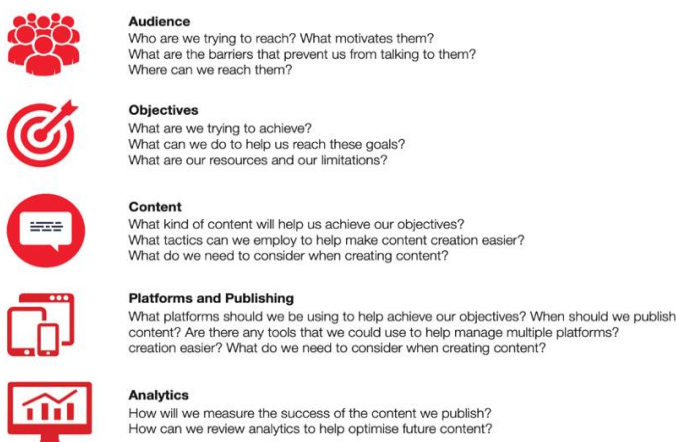 Audience
Who are we trying to reach? What motivates them?
What are the barriers that prevent us from talking to them?
Where can we reach them?
Objectives
What are we trying to achieve?
What can we do to help us reach these goals?
What are our resources and our limitations?
Content
What kind of content will help us achieve our objectives?
What tactics can we employ to help make content creation easier?
What do we need to consider when creating content?
Platforms and Publishing
What platforms should we be using to help achieve our objectives? When should we publish
content? Are there any tools that we could use to help manage multiple platforms?
creation easier? What do we need to consider when creating content?
Analytics
How will we measure the success of the content we publish?
How can we review analytics to help optimise future content?